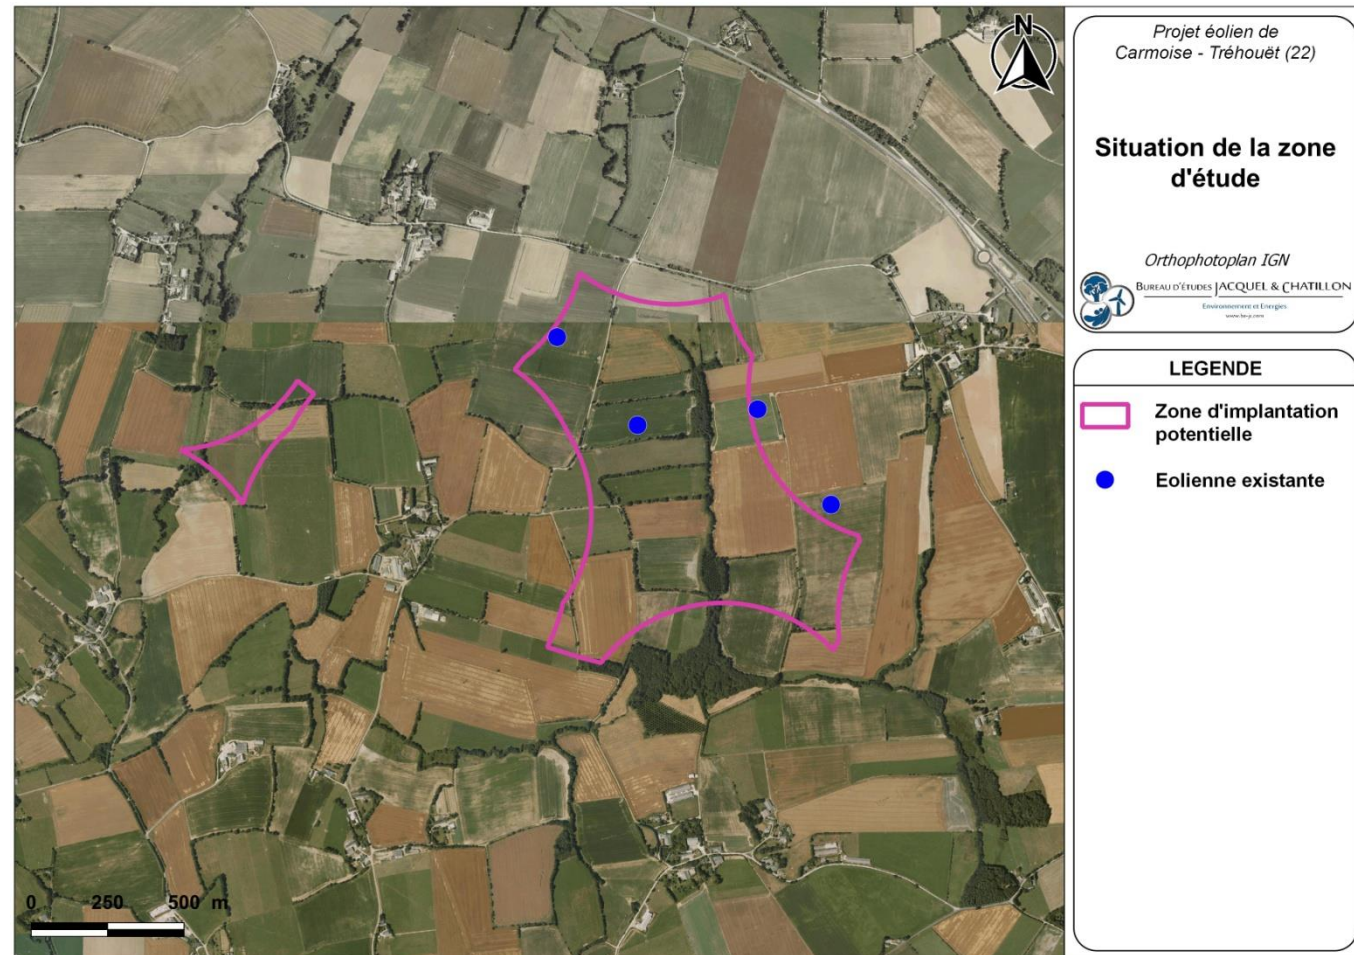 N
Projet éolien de
Carmoise - Tréhouët (22)
Situation de la zone
d'étude
Orthophotoplan IGN
BUREAU D'ÉTUDES JACQUEL & CHATILLON
Environnement et Energies
LEGENDE
Zone d'implantation
potentielle
Eolienne existante
0 250 500 m